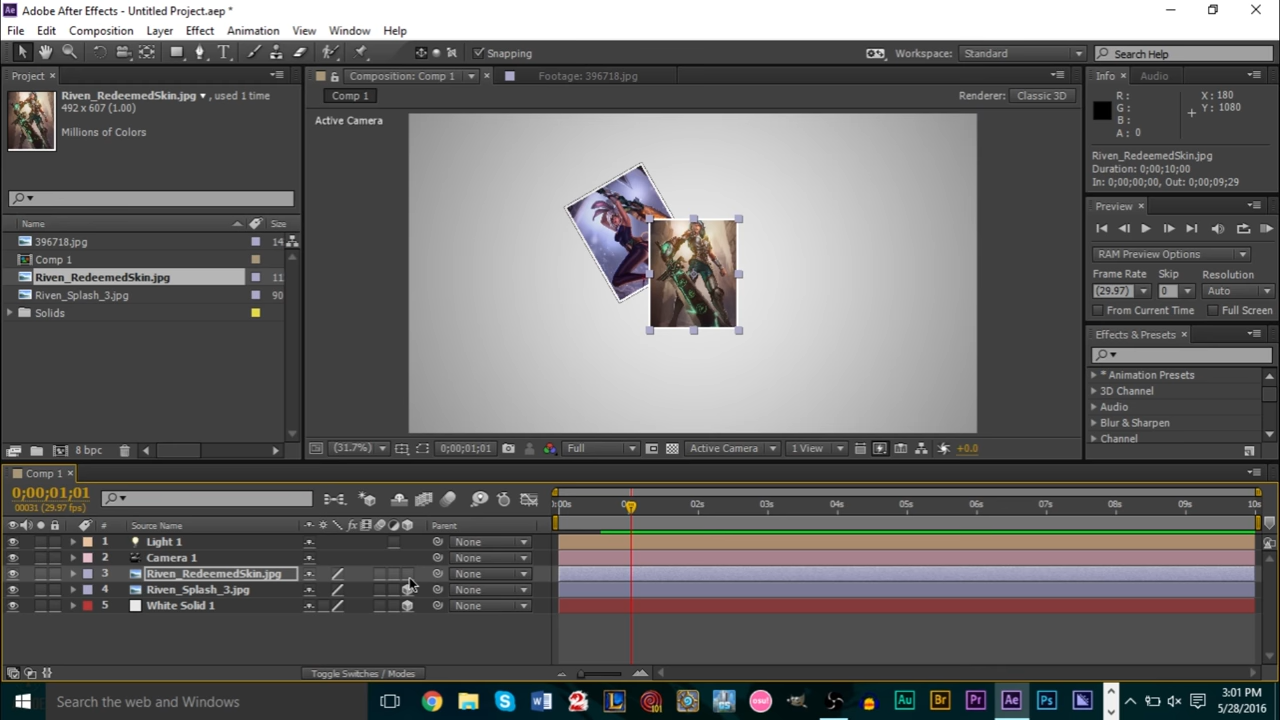 Adobe After Effects - Untitled Project.aep *
File Edit Composition Layer Effect Animation View Window Help
Snapping
Workspace: Standard
Search Help
Project
Riven_RedeemedSkin.jpg , used 1 time
492 x 607 (1.00)
Millions of Colors
Name Size
396718.jpg 14
Comp 1
Riven_RedeemedSkin.jpg 11
Riven_Splash_3.jpg 90
Solids
8 bpc
Composition: Comp 1 Footage: 396718.jpg
Comp 1
Renderer: Classic 3D
Active Camera
(31.7%) 0;00;01;01 Full Active Camera 1 View +0.0
Info Audio
R : X : 180
G : Y : 1080
B :
A : 0
Riven_RedeemedSkin.jpg
Duration: 0;00;10;00
In: 0;00;00;00, Out: 0;00;09;29
Preview
RAM Preview Options
Frame Rate Skip Resolution
(29.97) 0 Auto
From Current Time Full Screen
Effects & Presets
* Animation Presets
3D Channel
Audio
Blur & Sharpen
Channel
Comp 1
0;00;01;01
00031 (29.97 fps)
:00s 02s 03s 04s 05s 06s 07s 08s 09s 10s
# Source Name fx Parent
1 Light 1 None
2 Camera 1 None
3 Riven_RedeemedSkin.jpg None
4 Riven_Splash_3.jpg None
5 White Solid 1 None
Toggle Switches / Modes
Search the web and Windows
3:01 PM
5/28/2016